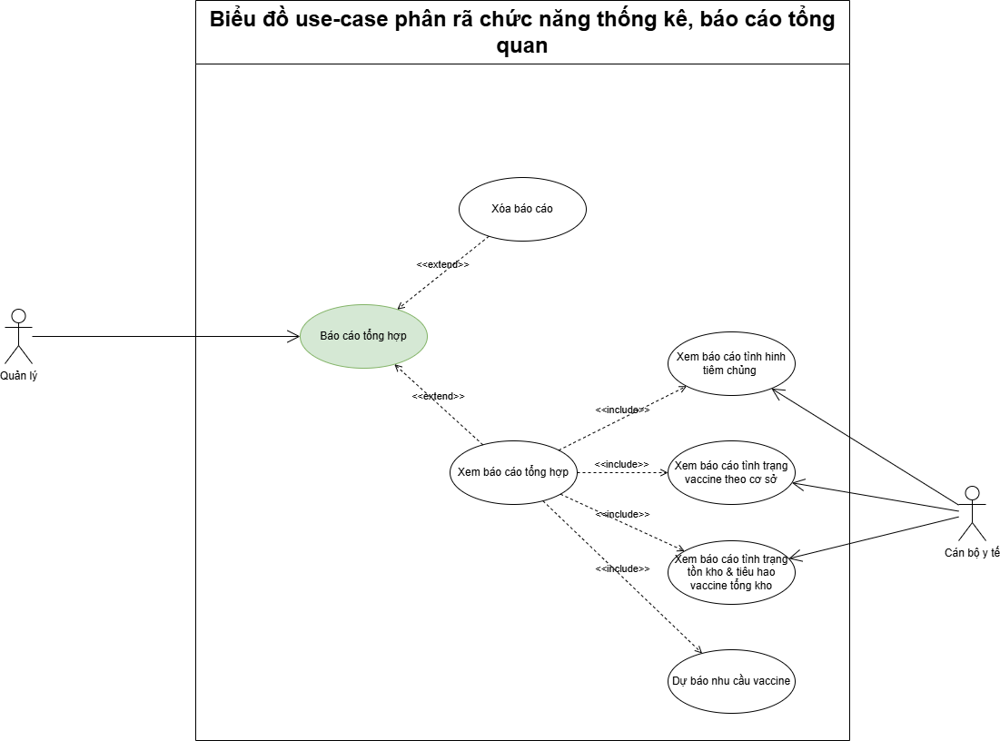 Biểu đồ use-case phân rã chức năng thống kê, báo cáo tổng
quan
Xóa báo cáo
<<extend>>
Báo cáo tổng hợp
Quản lý
<<extend>>
Xem báo cáo tình hinh
tiêm chủng
<<include>>
Xem báo cáo tổng hợp
<<include>>
Xem báo cáo tình trạng
vaccine theo cơ sở
<<include>>
Xem báo cáo tình trạng
tồn kho & tiêu hao
vaccine tổng kho
<<include>>
Cán bộ y tế
Dự báo nhu cầu vaccine